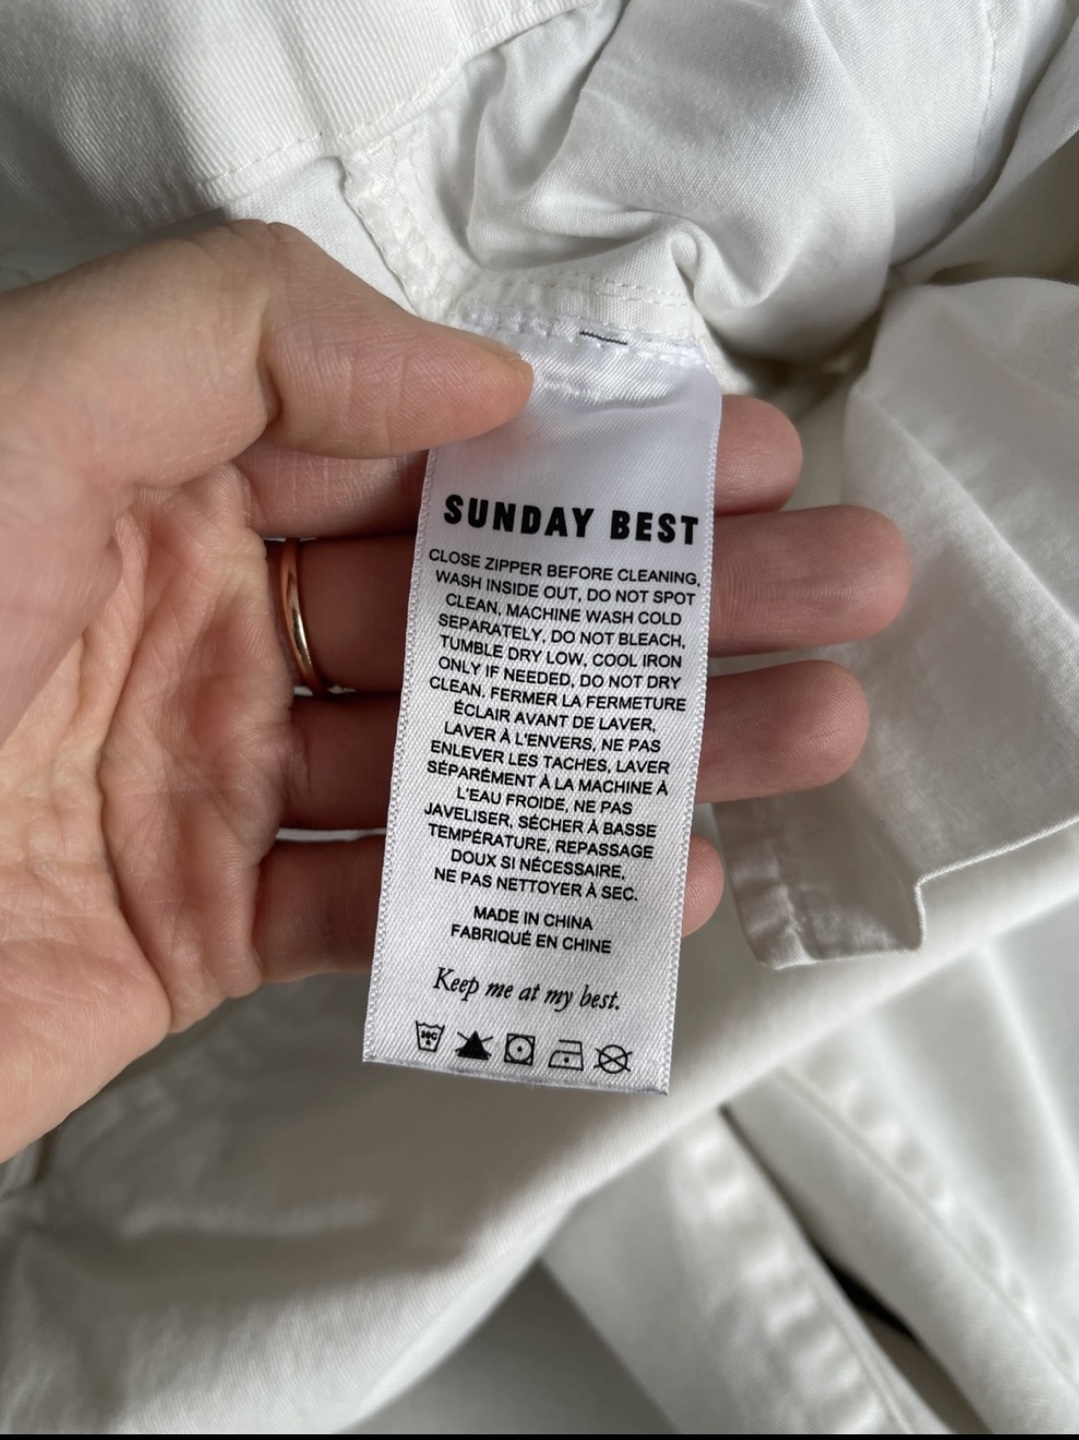 SUNDAY BEST
CLOSE ZIPPER BEFORE CLEANING,
WASH INSIDE OUT, DO NOT SPOT
CLEAN, MACHINE WASH COLD
SEPARATELY, DO NOT BLEACH,
TUMBLE DRY LOW, COOL IRON
ONLY IF NEEDED, DO NOT DRY
CLEAN. FERMER LA FERMETURE
ÉCLAIR AVANT DE LAVER,
LAVER À L'ENVERS, NE PAS
ENLEVER LES TACHES, LAVER
SÉPARÉMENT À LA MACHINE À
L'EAU FROIDE, NE PAS
JAVELISER, SÉCHER À BASSE
TEMPÉRATURE, REPASSAGE
DOUX SI NÉCESSAIRE,
NE PAS NETTOYER À SEC.
MADE IN CHINA
FABRIQUÉ EN CHINE
Keep me at my best.